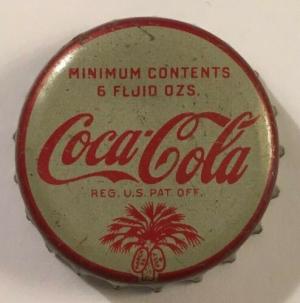 MINIMUM CONTENTS
6 FLUID OZS.
Coca-Cola
REG. U.S. PAT. OFF.